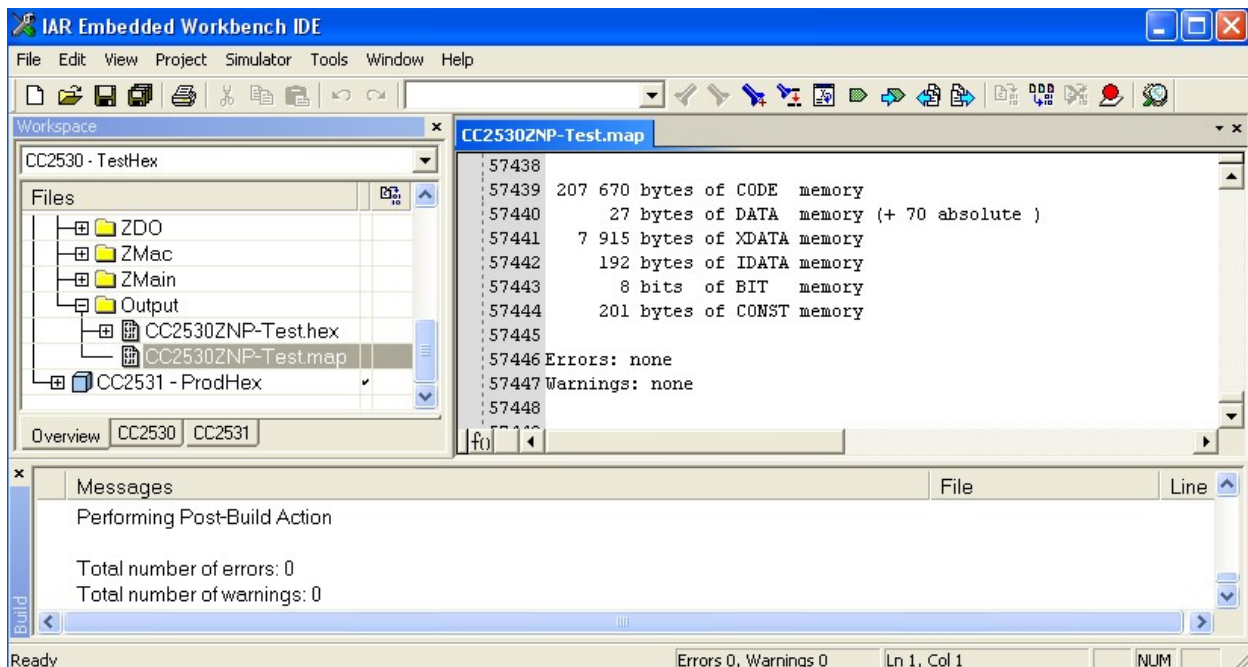 IAR Embedded Workbench IDE
File Edit View Project Simulator Tools Window Help
Workspace
CC2530 - TestHex
Files
ZDO
ZMac
ZMain
Output
CC2530ZNP-Test.hex
CC2530ZNP-Test.map
CC2531 - ProdHex
Overview CC2530 CC2531
CC2530ZNP-Test.map
57438
57439 207 670 bytes of CODE memory
57440 27 bytes of DATA memory (+ 70 absolute )
57441 7 915 bytes of XDATA memory
57442 192 bytes of IDATA memory
57443 8 bits of BIT memory
57444 201 bytes of CONST memory
57445
57446 Errors: none
57447 Warnings: none
57448
f()
Messages File Line
Performing Post-Build Action
Total number of errors: 0
Total number of warnings: 0
Build
Ready Errors 0, Warnings 0 Ln 1, Col 1 NUM